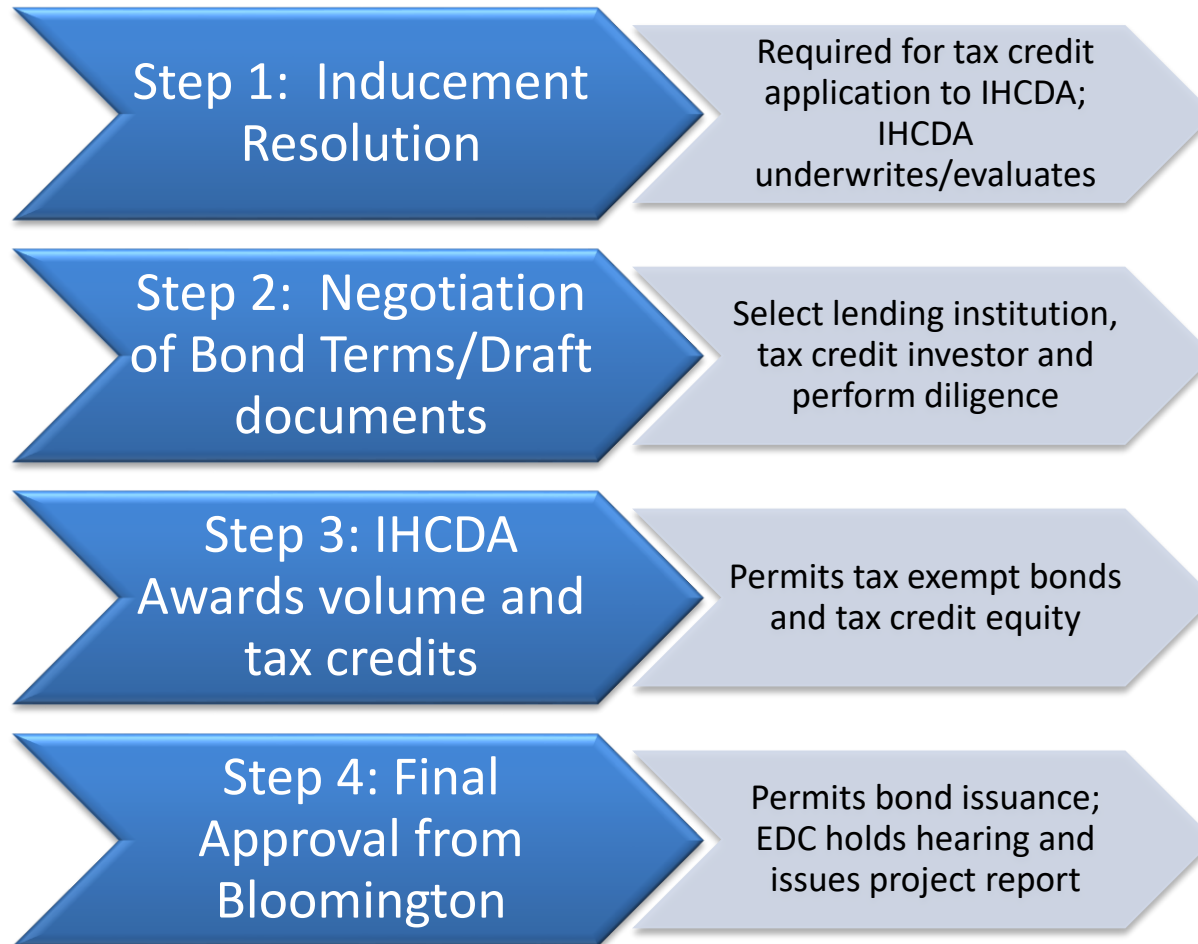 Step 1:  Inducement
Resolution
Required for tax credit
application to IHCDA;
IHCDA
underwrites/evaluates
Step 2:  Negotiation
of Bond Terms/Draft
documents
Select lending institution,
tax credit investor and
perform diligence
Step 3: IHCDA
Awards volume and
tax credits
Permits tax exempt bonds
and tax credit equity
Step 4: Final
Approval from
Bloomington
Permits bond issuance;
EDC holds hearing and
issues project report